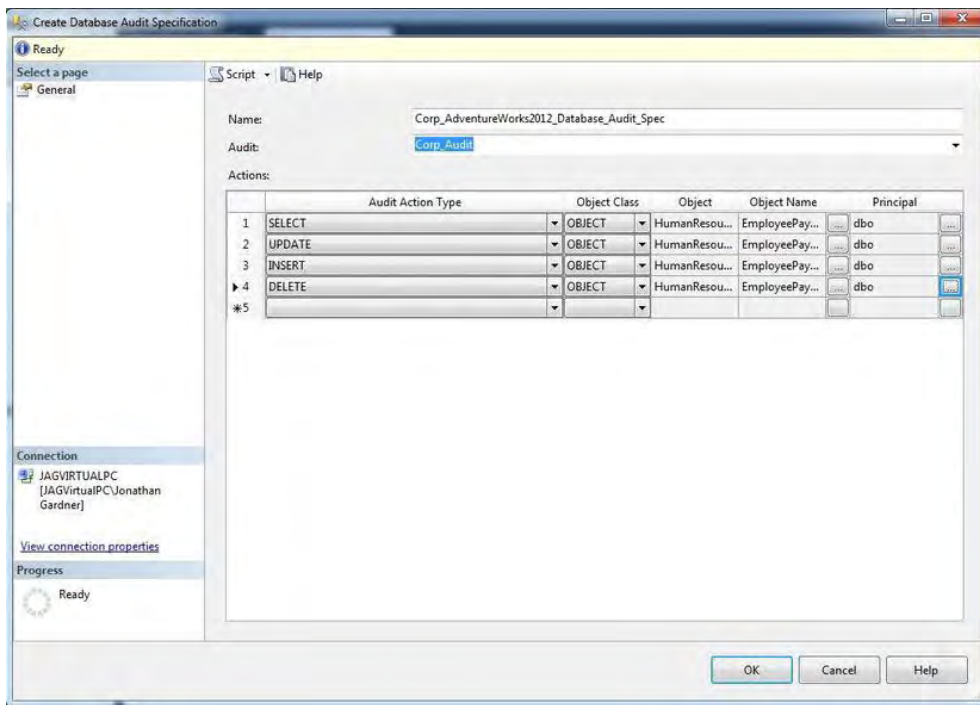 Create Database Audit Specification
Ready
Select a page
General
Script
Help
Name: Corp_AdventureWorks2012_Database_Audit_Spec
Audit: Corp_Audit
Actions:
Audit Action Type Object Class Object Object Name Principal
1 SELECT OBJECT HumanResou... EmployeePay... ... dbo ...
2 UPDATE OBJECT HumanResou... EmployeePay... ... dbo ...
3 INSERT OBJECT HumanResou... EmployeePay... ... dbo ...
4 DELETE OBJECT HumanResou... EmployeePay... ... dbo ...
*5 ... ...
Connection
JAGVIRTUALPC
[JAGVirtualPC\Jonathan
Gardner]
View connection properties
Progress
Ready
OK Cancel Help